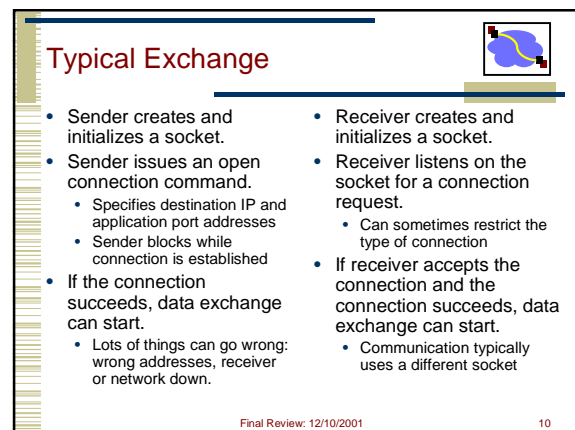 Typical Exchange
• Sender creates and
initializes a socket.
• Sender issues an open
connection command.
• Specifies destination IP and
application port addresses
• Sender blocks while
connection is established
• If the connection
succeeds, data exchange
can start.
• Lots of things can go wrong:
wrong addresses, receiver
or network down.
• Receiver creates and
initializes a socket.
• Receiver listens on the
socket for a connection
request.
• Can sometimes restrict the
type of connection
• If receiver accepts the
connection and the
connection succeeds, data
exchange can start.
• Communication typically
uses a different socket
Final Review: 12/10/2001
10